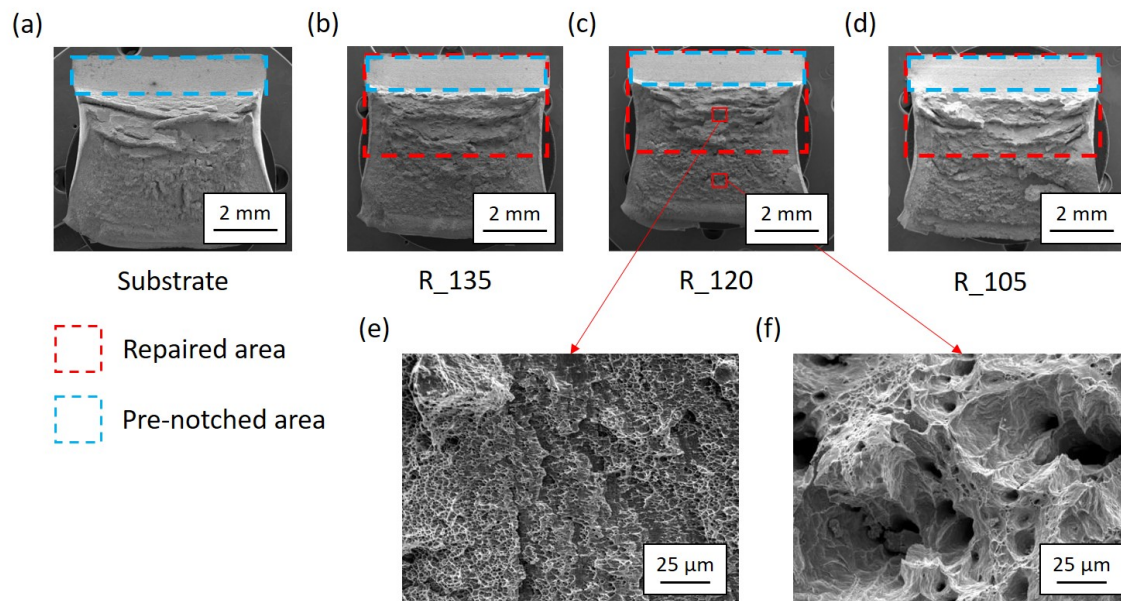 (a)
(b)
(c)
(d)
2 mm
2 mm
2 mm
2 mm
Substrate
R_135
R_120
R_105
Repaired area
Pre-notched area
(e)
(f)
25 µm
25 µm